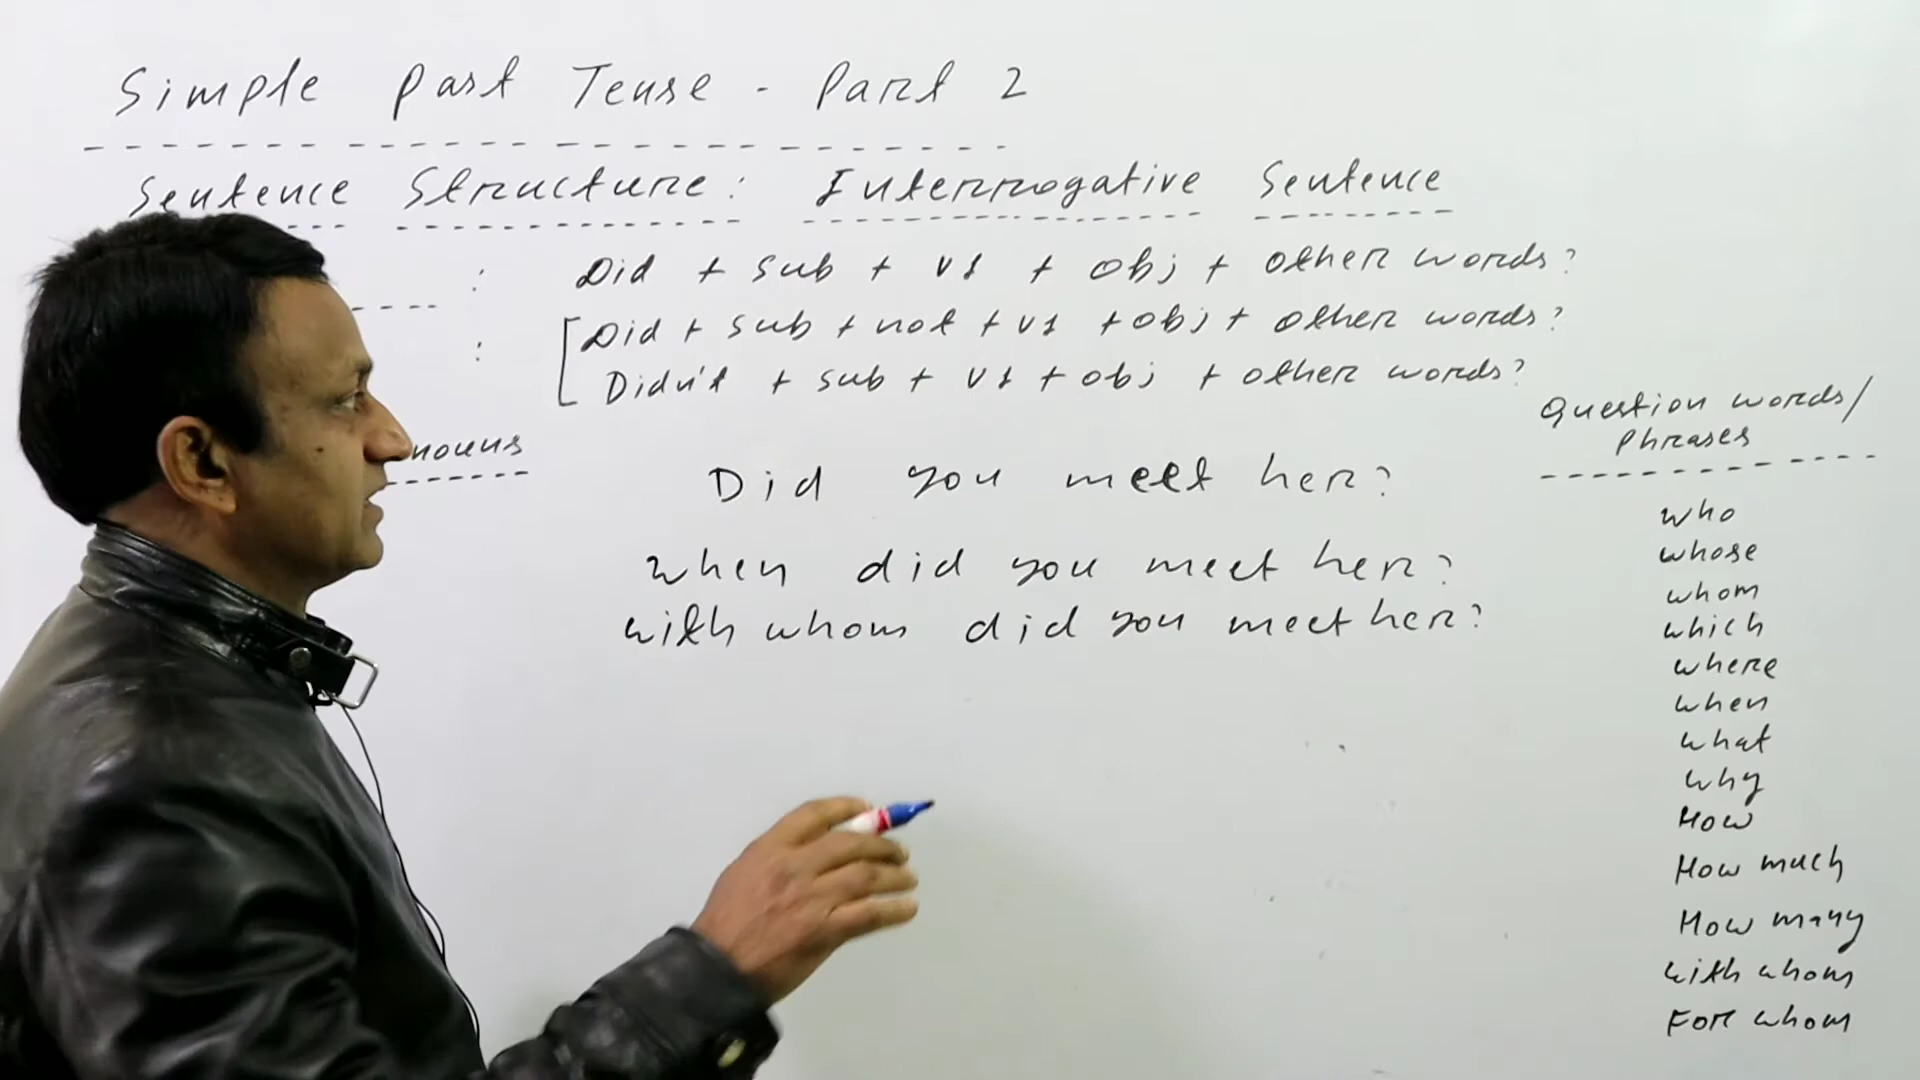 Simple Past Tense - Part 2
Sentence Structure: Interrogative Sentence
: Did + sub + v1 + obj + other words?
: Did + sub + not + v1 + obj + other words?
Didn't + sub + v1 + obj + other words?
nouns
Did you meet her?
when did you meet her?
with whom did you meet her?
Question words/
Phrases
who
whose
whom
which
where
when
what
why
How
How much
How many
with whom
For whom